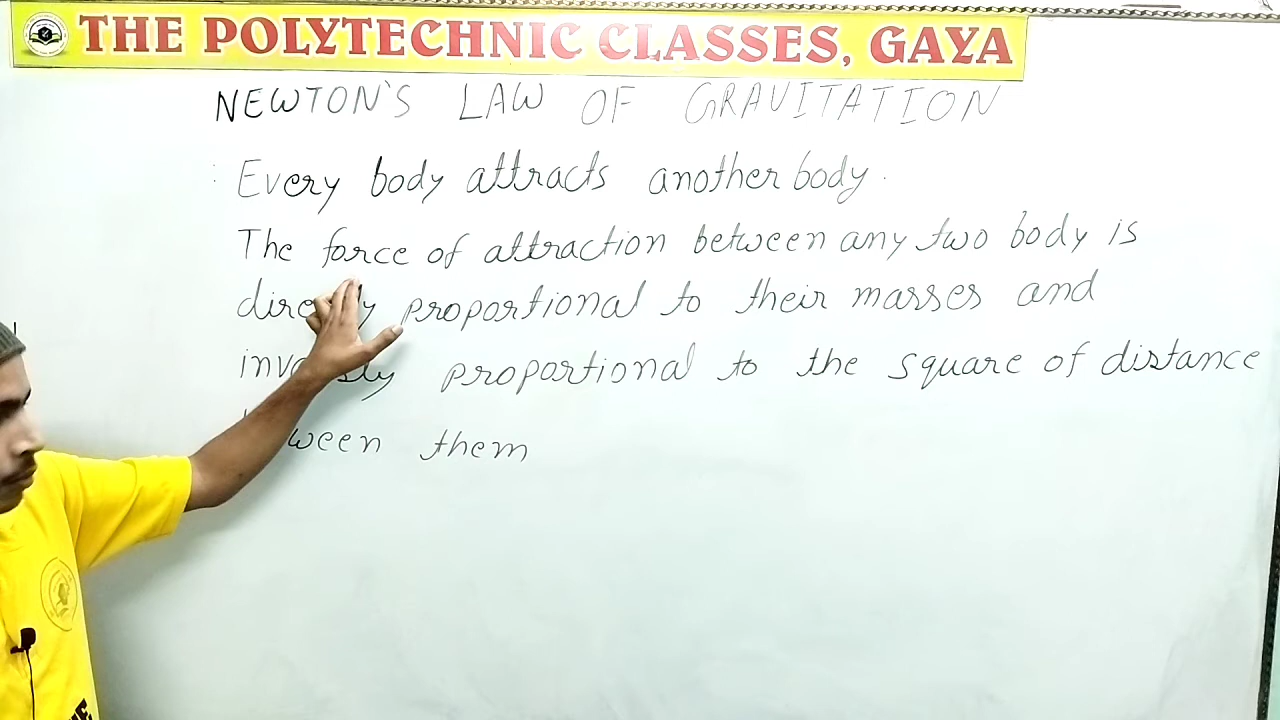 THE POLYTECHNIC CLASSES, GAYA
NEWTON'S LAW OF GRAVITATION
Every body attracts another body.
The force of attraction between any two body is
proportional to their masses and
proportional to the square of distance
them